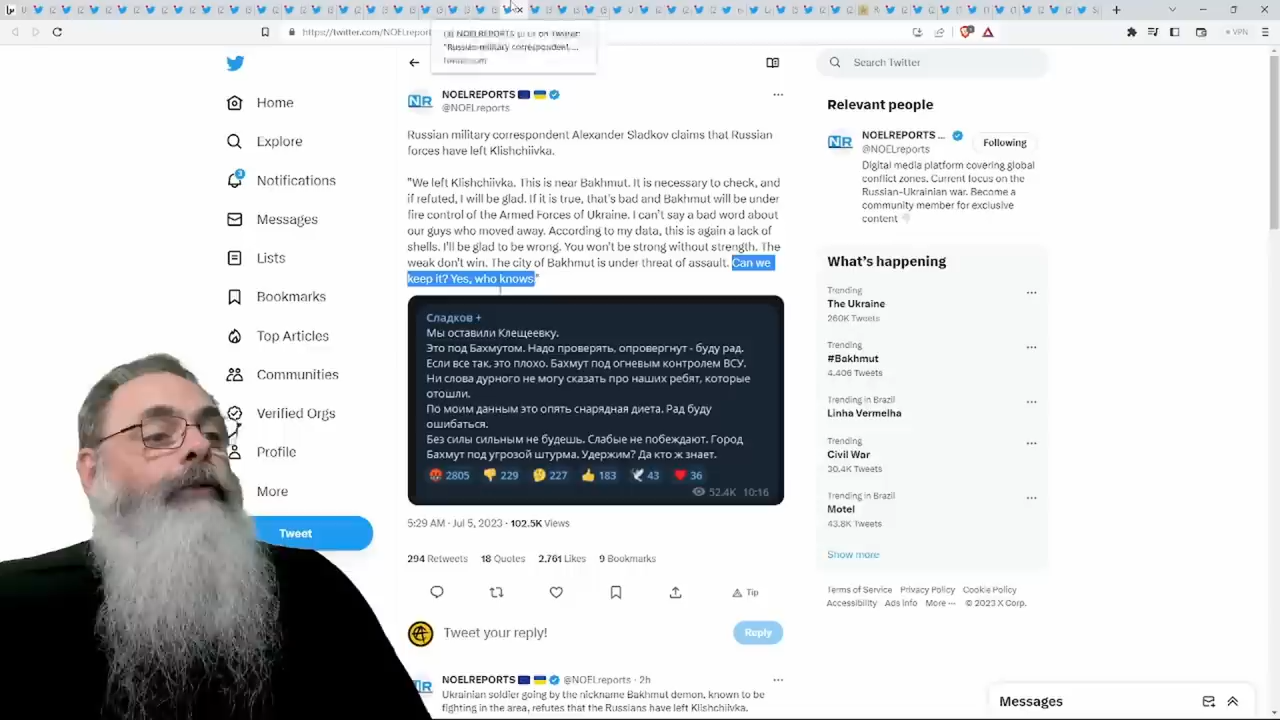 https://twitter.com/NOELreport
VPN
NOELREPORTS on Twitter:
"Russian military correspondent...
Search Twitter
Home
Explore
3
Notifications
Messages
Lists
Bookmarks
Top Articles
Communities
Verified Orgs
Profile
More
Tweet
NR
NOELREPORTS
@NOELreports
Russian military correspondent Alexander Sladkov claims that Russian
forces have left Klishchiivka.
"We left Klishchiivka. This is near Bakhmut. It is necessary to check, and
if refuted, I will be glad. If it is true, that's bad and Bakhmut will be under
fire control of the Armed Forces of Ukraine. I can't say a bad word about
our guys who moved away. According to my data, this is again a lack of
shells. I'll be glad to be wrong. You won't be strong without strength. The
weak don't win. The city of Bakhmut is under threat of assault. Can we
keep it? Yes, who knows"
Сладков +
Мы оставили Клещеевку.
Это под Бахмутом. Надо проверять, опровергнут - буду рад.
Если все так, это плохо. Бахмут под огневым контролем ВСУ.
Ни слова дурного не могу сказать про наших ребят, которые
отошли.
По моим данным это опять снарядная диета. Рад буду
ошибаться.
Без силы сильным не будешь. Слабые не побеждают. Город
Бахмут под угрозой штурма. Удержим? Да кто ж знает.
2805 229 227 183 43 36
52.4K 10:16
5:29 AM · Jul 5, 2023 · 102.5K Views
294 Retweets 18 Quotes 2,761 Likes 9 Bookmarks
Tip
Tweet your reply!
Reply
NR
NOELREPORTS @NOELreports · 2h
Ukrainian soldier going by the nickname Bakhmut demon, known to be
fighting in the area, refutes that the Russians have left Klishchiivka.
Relevant people
NR
NOELREPORTS ...
@NOELreports
Following
Digital media platform covering global
conflict zones. Current focus on the
Russian-Ukrainian war. Become a
community member for exclusive
content
What's happening
Trending
The Ukraine
260K Tweets
Trending
#Bakhmut
4,406 Tweets
Trending in Brazil
Linha Vermelha
Trending
Civil War
30.4K Tweets
Trending in Brazil
Motel
43.8K Tweets
Show more
Terms of Service Privacy Policy Cookie Policy
Accessibility Ads info More ··· © 2023 X Corp.
Messages